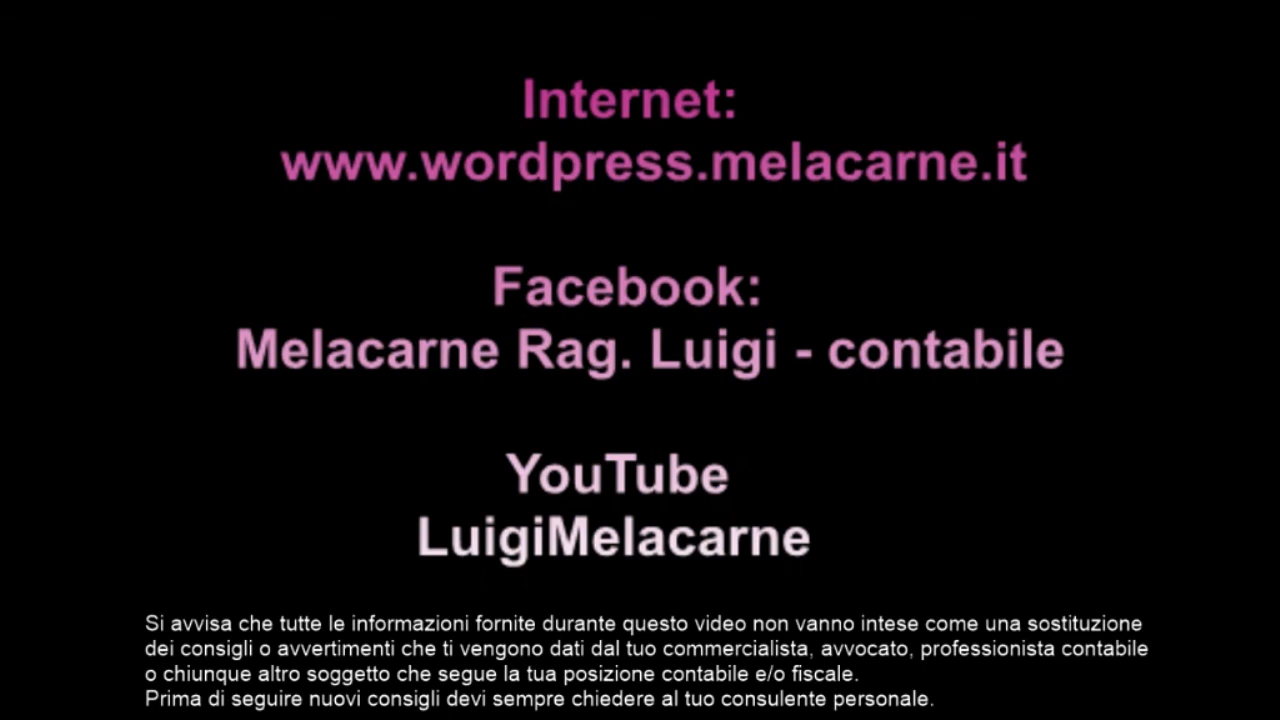 Internet:
www.wordpress.melacarne.it
Facebook:
Melacarne Rag. Luigi - contabile
YouTube
LuigiMelacarne
Si avvisa che tutte le informazioni fornite durante questo video non vanno intese come una sostituzione
dei consigli o avvertimenti che ti vengono dati dal tuo commercialista, avvocato, professionista contabile
o chiunque altro soggetto che segue la tua posizione contabile e/o fiscale.
Prima di seguire nuovi consigli devi sempre chiedere al tuo consulente personale.